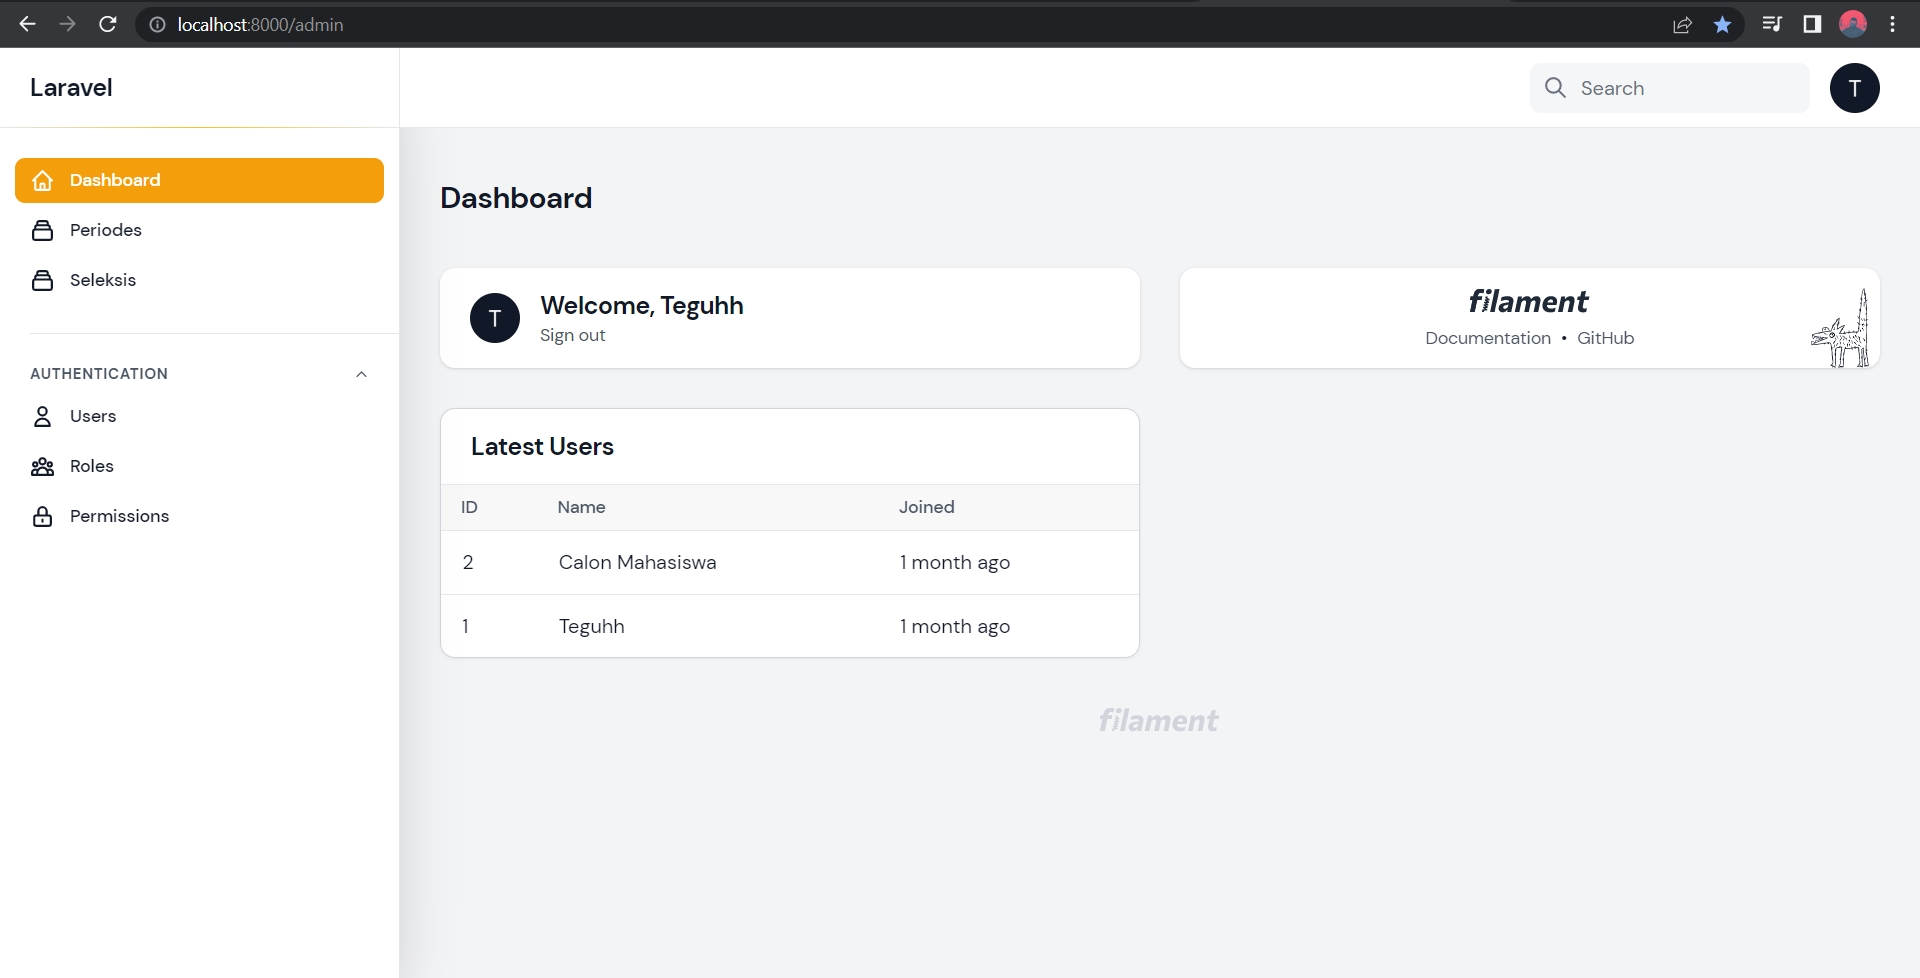 localhost:8000/admin
Laravel
Search
T
Dashboard
Periodes
Seleksis
AUTHENTICATION
Users
Roles
Permissions
Dashboard
T
Welcome, Teguhh
Sign out
filament
Documentation • GitHub
Latest Users
ID Name Joined
2 Calon Mahasiswa 1 month ago
1 Teguhh 1 month ago
filament